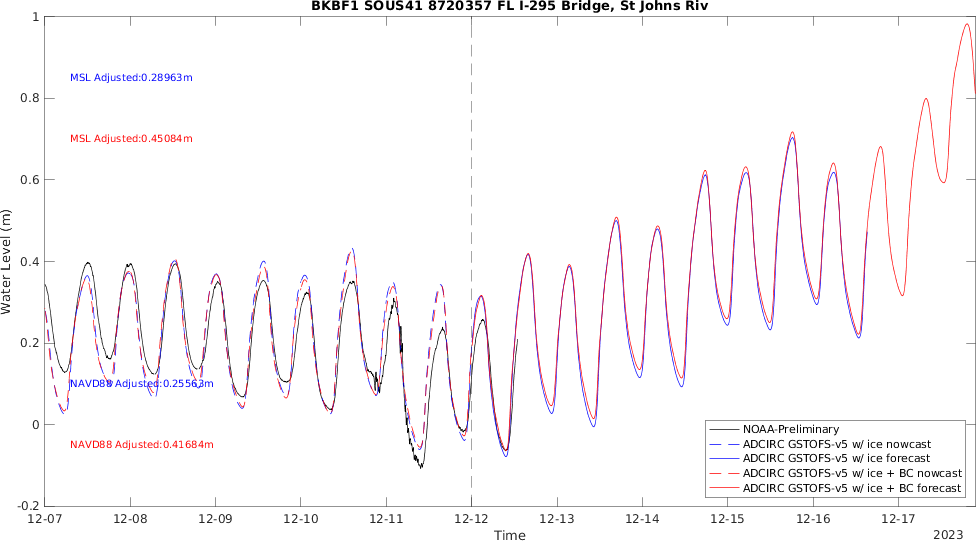 BKBF1 SOUS41 8720357 FL I-295 Bridge, St Johns Riv
1
0.8
0.6
0.4
0.2
0
-0.2
Water Level (m)
MSL Adjusted:0.28963m
MSL Adjusted:0.45084m
NAVD88 Adjusted:0.25563m
NAVD88 Adjusted:0.41684m
NOAA-Preliminary
ADCIRC GSTOFS-v5 w/ ice nowcast
ADCIRC GSTOFS-v5 w/ ice forecast
ADCIRC GSTOFS-v5 w/ ice + BC nowcast
ADCIRC GSTOFS-v5 w/ ice + BC forecast
12-07 12-08 12-09 12-10 12-11 12-12 12-13 12-14 12-15 12-16 12-17
Time
2023